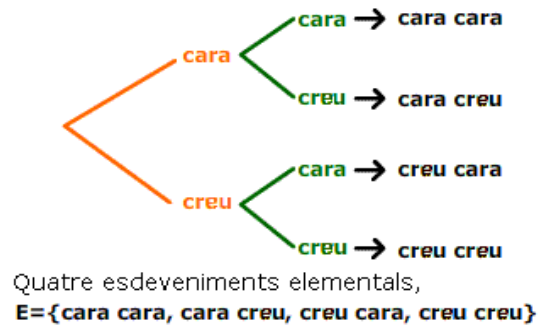 cara → cara cara
cara
creu → cara creu
cara → creu cara
creu
creu → creu creu
Quatre esdeveniments elementals,
E={cara cara, cara creu, creu cara, creu creu}